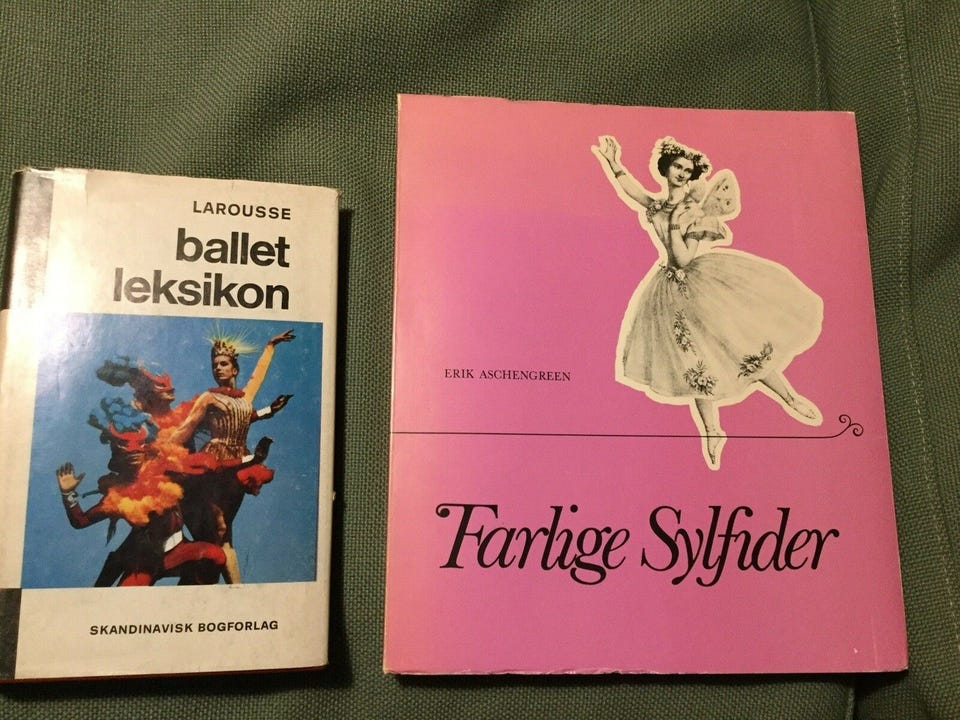 LAROUSSE
ballet
leksikon
SKANDINAVISK BOGFORLAG
ERIK ASCHENGREEN
Farlige Sylfider